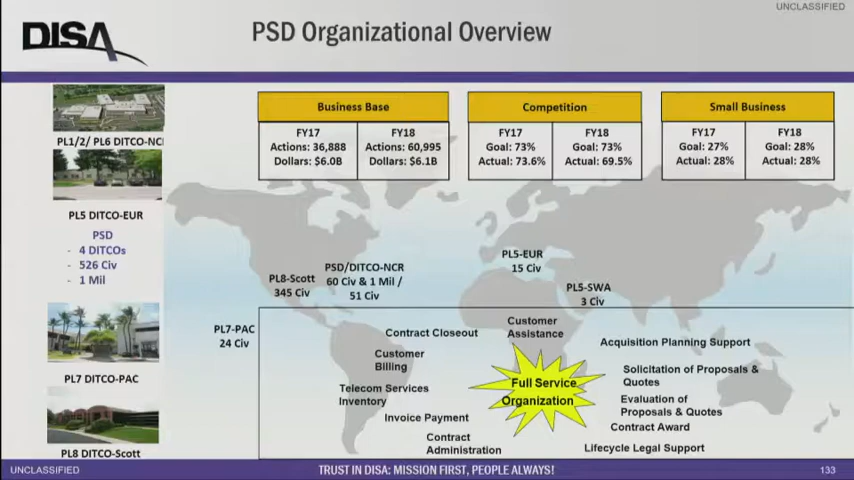 UNCLASSIFIED
DISA
PSD Organizational Overview
PL1/2/ PL6 DITCO-NC
PL5 DITCO-EUR
PSD
- 4 DITCOs
- 526 Civ
- 1 Mil
PL7 DITCO-PAC
PL8 DITCO-Scott
Business Base
FY17
Actions: 36,888
Dollars: $6.0B
FY18
Actions: 60,995
Dollars: $6.1B
Competition
FY17
Goal: 73%
Actual: 73.6%
FY18
Goal: 73%
Actual: 69.5%
Small Business
FY17
Goal: 27%
Actual: 28%
FY18
Goal: 28%
Actual: 28%
PL8-Scott
345 Civ
PSD/DITCO-NCR
60 Civ & 1 Mil /
51 Civ
PL5-EUR
15 Civ
PL5-SWA
3 Civ
PL7-PAC
24 Civ
Contract Closeout
Customer
Billing
Telecom Services
Inventory
Invoice Payment
Contract
Administration
Customer
Assistance
Full Service
Organization
Acquisition Planning Support
Solicitation of Proposals &
Quotes
Evaluation of
Proposals & Quotes
Contract Award
Lifecycle Legal Support
UNCLASSIFIED
TRUST IN DISA: MISSION FIRST, PEOPLE ALWAYS!
133